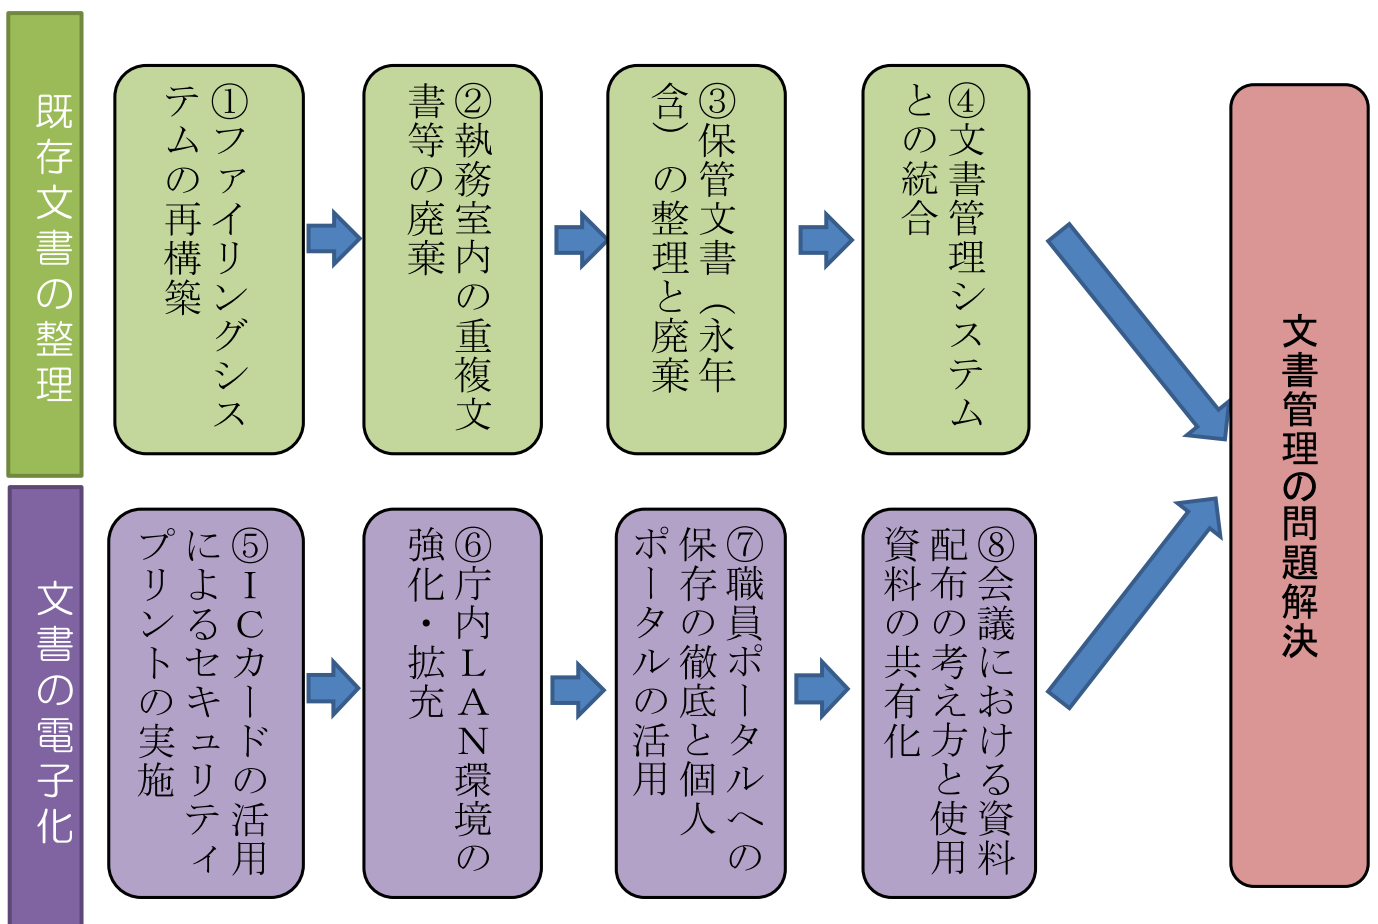 既存文書の整理
①ファイリングシス
テムの再構築
②執務室内の重複文
書等の廃棄
③保管文書（永年
含）の整理と廃棄
④文書管理システム
との統合
文書の電子化
⑤ＩＣカードの活用
によるセキュリティ
プリントの実施
⑥庁内ＬＡＮ環境の
強化・拡充
⑦職員ポータルへの
保存の徹底と個人
ポータルの活用
⑧会議における資料
配布の考え方と使用
資料の共有化
文書管理の問題解決